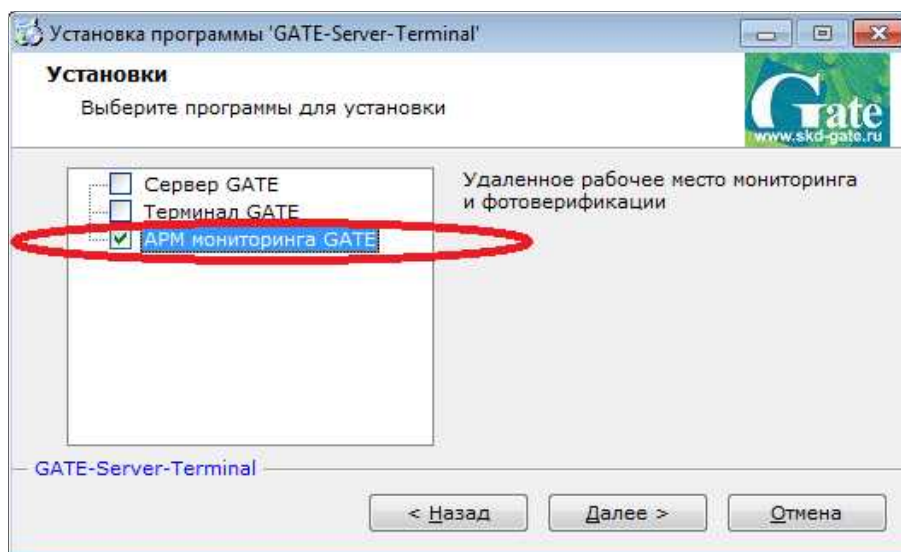 Установка программы 'GATE-Server-Terminal'
Установки
Выберите программы для установки
Gate
www.skd-gate.ru
Сервер GATE
Терминал GATE
АРМ мониторинга GATE
Удаленное рабочее место мониторинга
и фотоверификации
GATE-Server-Terminal
< Назад
Далее >
Отмена